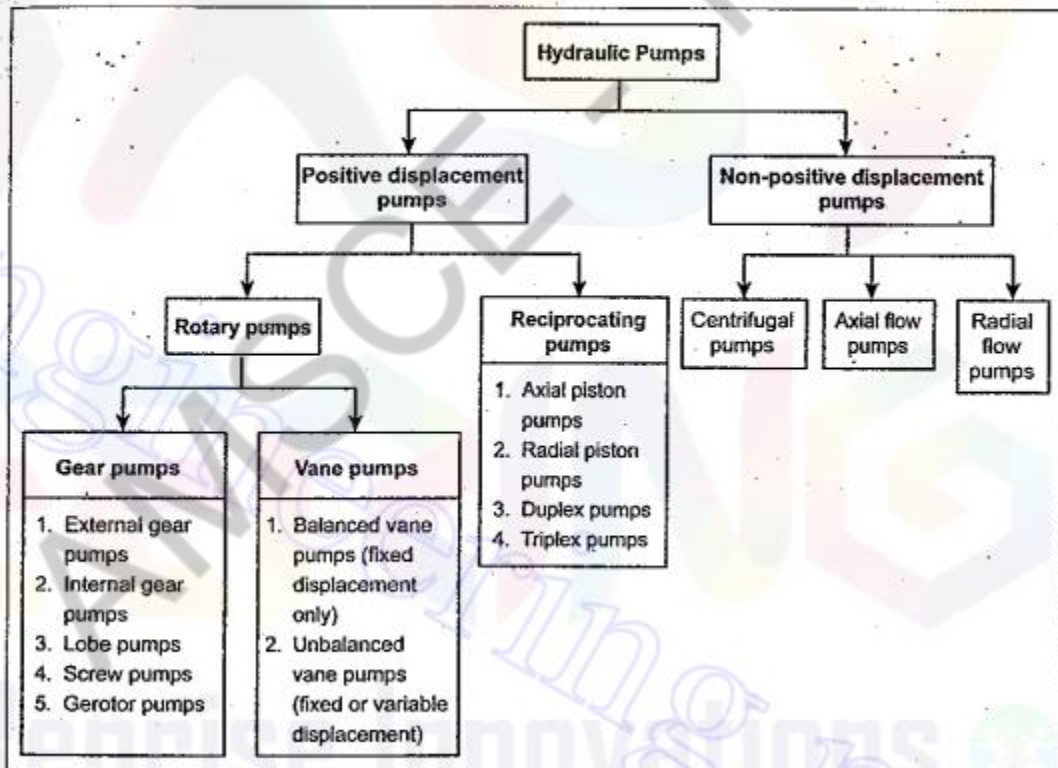 Hydraulic Pumps
Positive displacement
pumps
Non-positive displacement
pumps
Rotary pumps
Reciprocating
pumps
1. Axial piston
pumps
2. Radial piston
pumps
3. Duplex pumps
4. Triplex pumps
Centrifugal
pumps
Axial flow
pumps
Radial
flow
pumps
Gear pumps
1. External gear
pumps
2. Internal gear
pumps
3. Lobe pumps
4. Screw pumps
5. Gerotor pumps
Vane pumps
1. Balanced vane
pumps (fixed
displacement
only)
2. Unbalanced
vane pumps
(fixed or variable
displacement)
AMSCE -